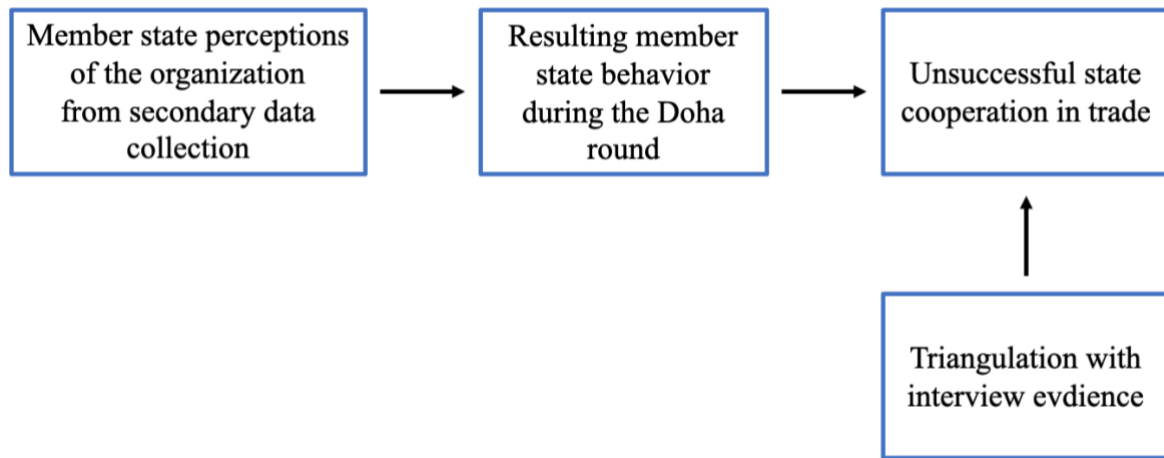 Member state perceptions
of the organization
from secondary data
collection
Resulting member
state behavior
during the Doha
round
Unsuccessful state
cooperation in trade
Triangulation with
interview evdience